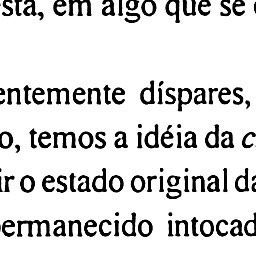 sta, em algo que se
entemente díspares,
o, temos a idéia da c
ir o estado original da
permanecido intocad